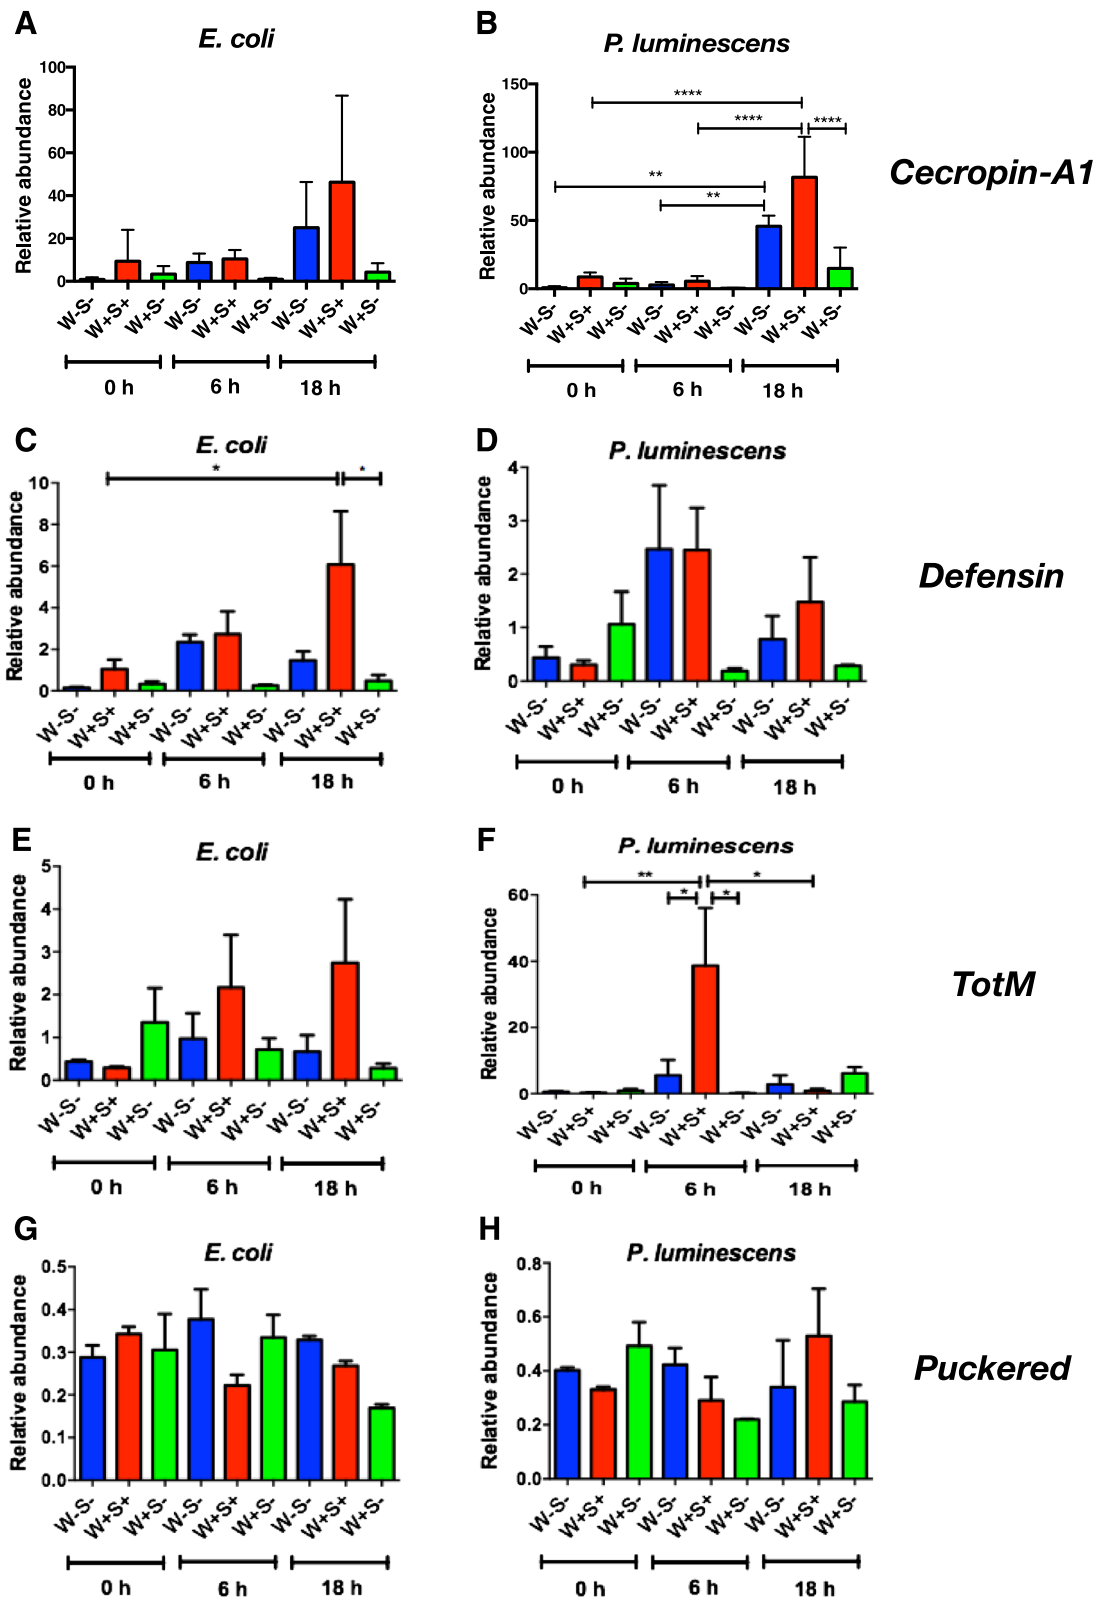 A
E. coli
Relative abundance
100
80
60
40
20
0
W-S-
W+S+
W+S-
W-S-
W+S+
W+S-
W-S-
W+S+
W+S-
0 h
6 h
18 h
B
P. luminescens
Relative abundance
150
100
50
0
****
****
****
**
**
W-S-
W+S+
W+S-
W-S-
W+S+
W+S-
W-S-
W+S+
W+S-
0 h
6 h
18 h
Cecropin-A1
C
E. coli
Relative abundance
10
8
6
4
2
0
*
*
W-S-
W+S+
W+S-
W-S-
W+S+
W+S-
W-S-
W+S+
W+S-
0 h
6 h
18 h
D
P. luminescens
Relative abundance
4
3
2
1
0
W-S-
W+S+
W+S-
W-S-
W+S+
W+S-
W-S-
W+S+
W+S-
0 h
6 h
18 h
Defensin
E
E. coli
Relative abundance
5
4
3
2
1
0
W-S-
W+S+
W+S-
W-S-
W+S+
W+S-
W-S-
W+S+
W+S-
0 h
6 h
18 h
F
P. luminescens
Relative abundance
60
40
20
0
**
*
*
*
W-S-
W+S+
W+S-
W-S-
W+S+
W+S-
W-S-
W+S+
W+S-
0 h
6 h
18 h
TotM
G
E. coli
Relative abundance
0.5
0.4
0.3
0.2
0.1
0.0
W-S-
W+S+
W+S-
W-S-
W+S+
W+S-
W-S-
W+S+
W+S-
0 h
6 h
18 h
H
P. luminescens
Relative abundance
0.8
0.6
0.4
0.2
0.0
W-S-
W+S+
W+S-
W-S-
W+S+
W+S-
W-S-
W+S+
W+S-
0 h
6 h
18 h
Puckered